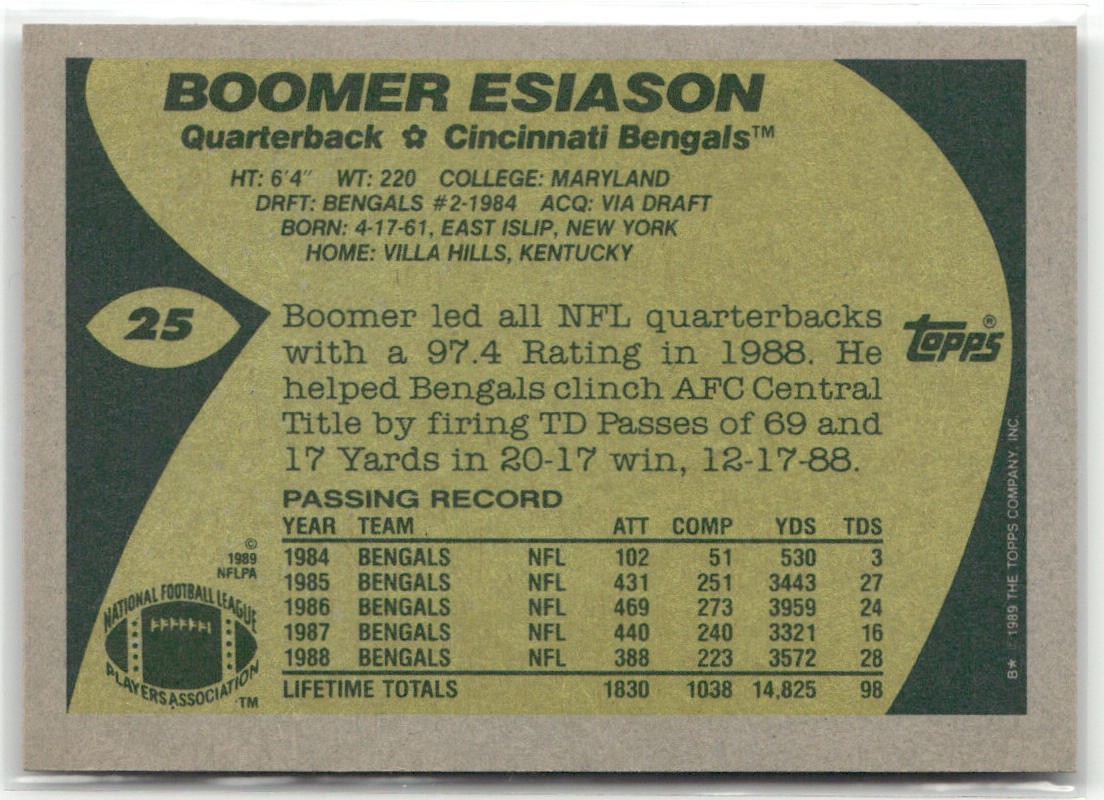 BOOMER ESIASON
Quarterback ✿ Cincinnati Bengals™
HT: 6'4" WT: 220 COLLEGE: MARYLAND
DRFT: BENGALS #2-1984 ACQ: VIA DRAFT
BORN: 4-17-61, EAST ISLIP, NEW YORK
HOME: VILLA HILLS, KENTUCKY
25
Boomer led all NFL quarterbacks
with a 97.4 Rating in 1988. He
helped Bengals clinch AFC Central
Title by firing TD Passes of 69 and
17 Yards in 20-17 win, 12-17-88.
topps®
PASSING RECORD
YEAR TEAM ATT COMP YDS TDS
1984 BENGALS NFL 102 51 530 3
1985 BENGALS NFL 431 251 3443 27
1986 BENGALS NFL 469 273 3959 24
1987 BENGALS NFL 440 240 3321 16
1988 BENGALS NFL 388 223 3572 28
LIFETIME TOTALS 1830 1038 14,825 98
©
1989
NFLPA
NATIONAL FOOTBALL LEAGUE
PLAYERS ASSOCIATION™
B★ © 1989 THE TOPPS COMPANY, INC.